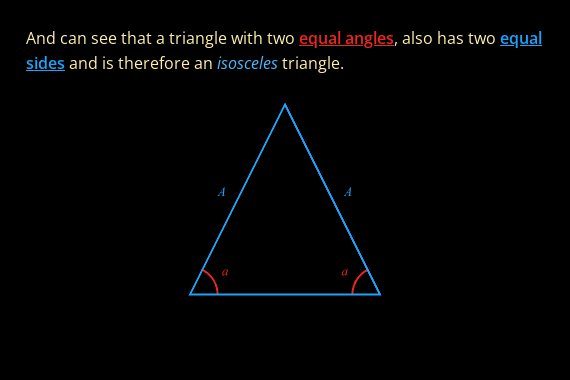 And can see that a triangle with two equal angles, also has two equal
sides and is therefore an isosceles triangle.
A A
a a